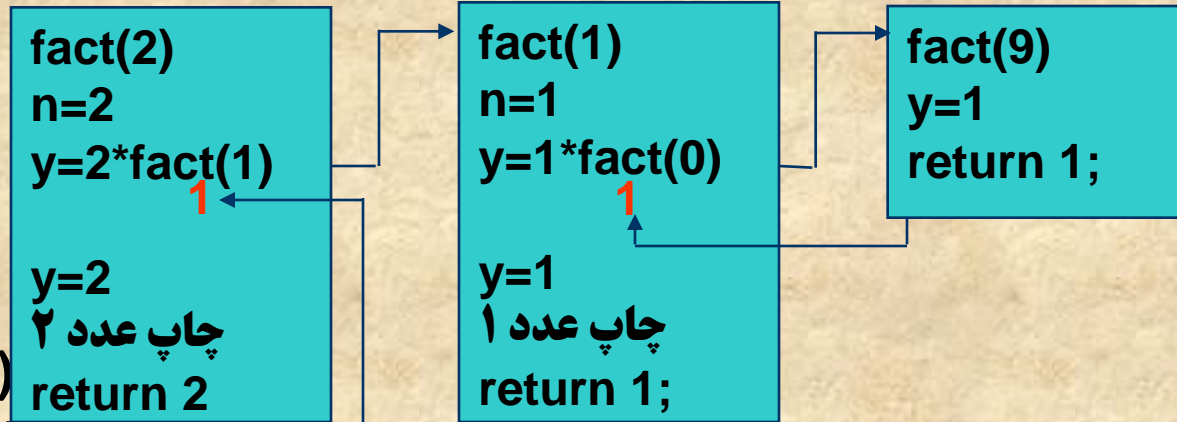 fact(2)
n=2
y=2*fact(1)
1
y=2
چاپ عدد ۲
return 2
)
fact(1)
n=1
y=1*fact(0)
1
y=1
چاپ عدد ۱
return 1;
fact(9)
y=1
return 1;